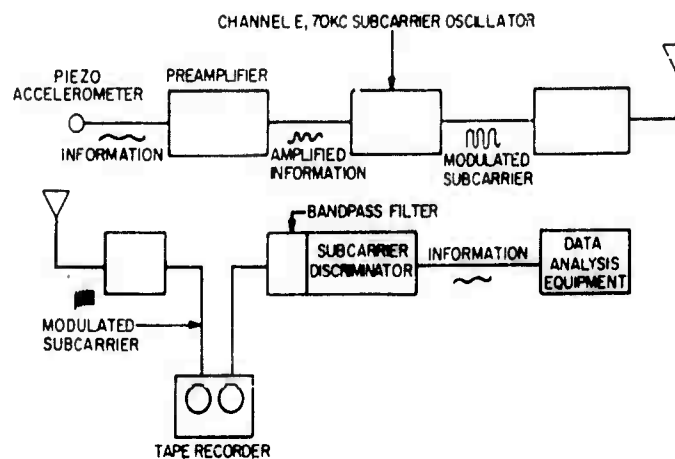 CHANNEL E, 70KC SUBCARRIER OSCILLATOR
PIEZO
ACCELEROMETER
PREAMPLIFIER
INFORMATION
AMPLIFIED
INFORMATION
MODULATED
SUBCARRIER
BANDPASS FILTER
SUBCARRIER
DISCRIMINATOR
INFORMATION
DATA
ANALYSIS
EQUIPMENT
MODULATED
SUBCARRIER
TAPE RECORDER